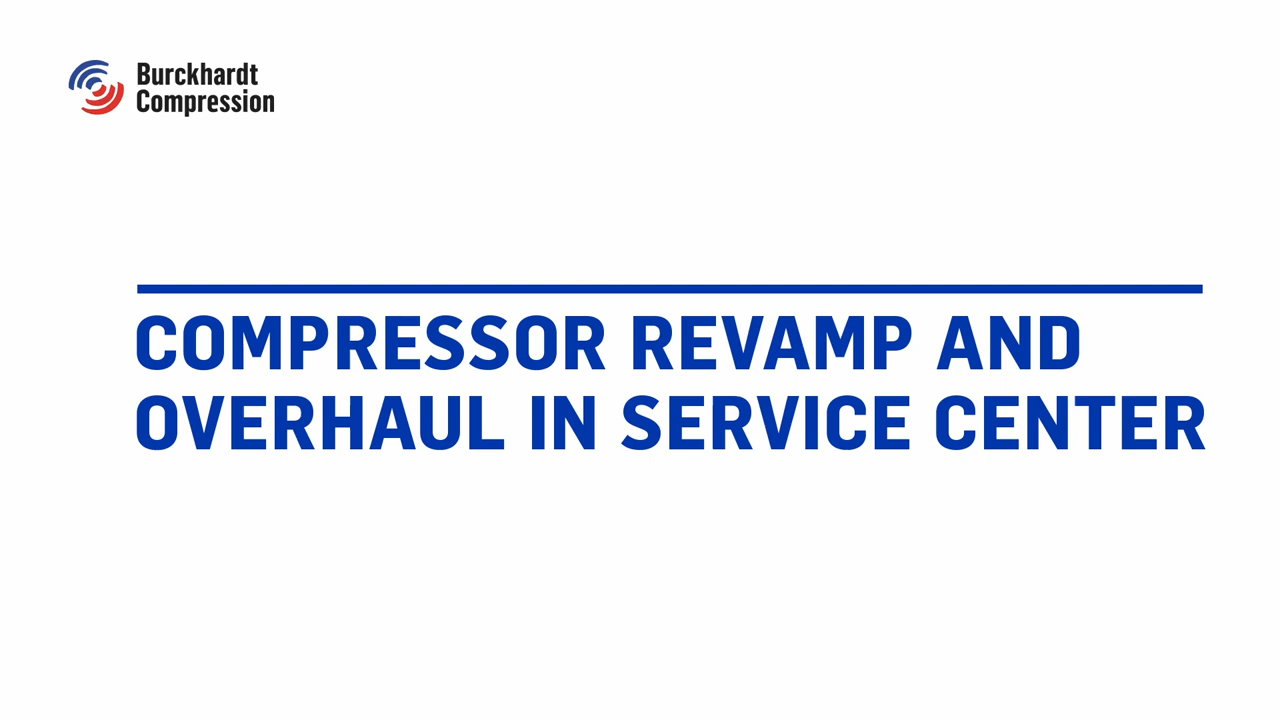 Burckhardt
Compression
COMPRESSOR REVAMP AND
OVERHAUL IN SERVICE CENTER